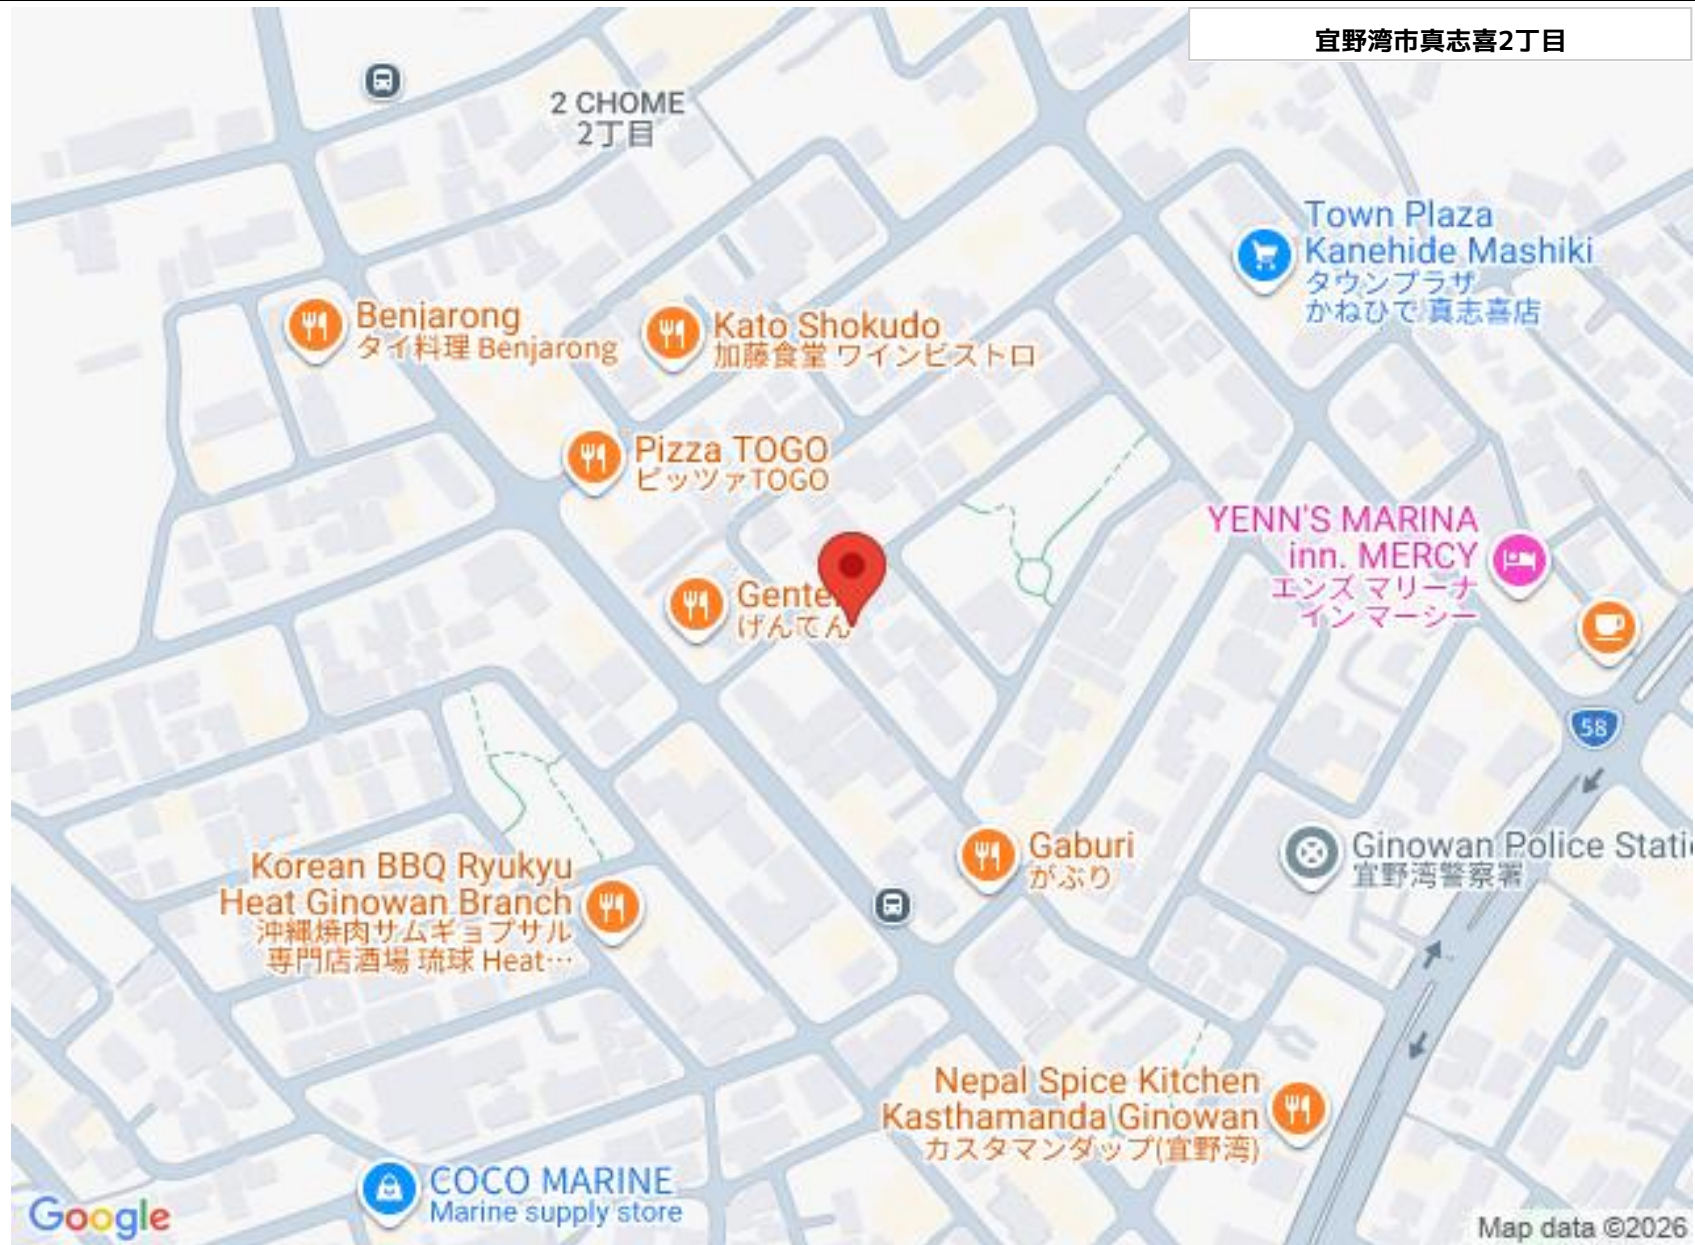 宜野湾市真志喜2丁目
2 CHOME
2丁目
Town Plaza
Kanehide Mashiki
タウンプラザ
かねひで 真志喜店
Benjarong
タイ料理 Benjarong
Kato Shokudo
加藤食堂 ワインビストロ
Pizza TOGO
ピッツァTOGO
YENN'S MARINA
inn. MERCY
エンズ マリーナ
イン マーシー
Gente
げんてん
58
Gaburi
がぶり
Ginowan Police Stati
宜野湾警察署
Korean BBQ Ryukyu
Heat Ginowan Branch
沖縄焼肉サムギョプサル
専門店酒場 琉球 Heat…
Nepal Spice Kitchen
Kasthamanda Ginowan
カスタマンダップ(宜野湾)
COCO MARINE
Marine supply store
Google
Map data ©2026